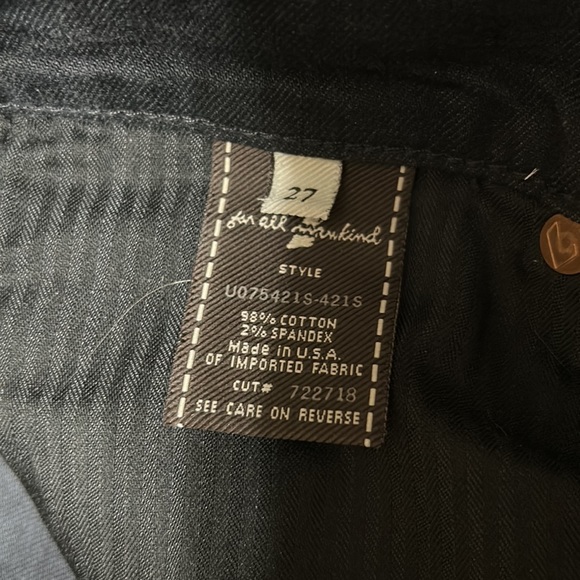 27
for all mankind
STYLE
U075421S-421S
98% COTTON
2% SPANDEX
Made in U.S.A.
OF IMPORTED FABRIC
CUT# 722718
SEE CARE ON REVERSE